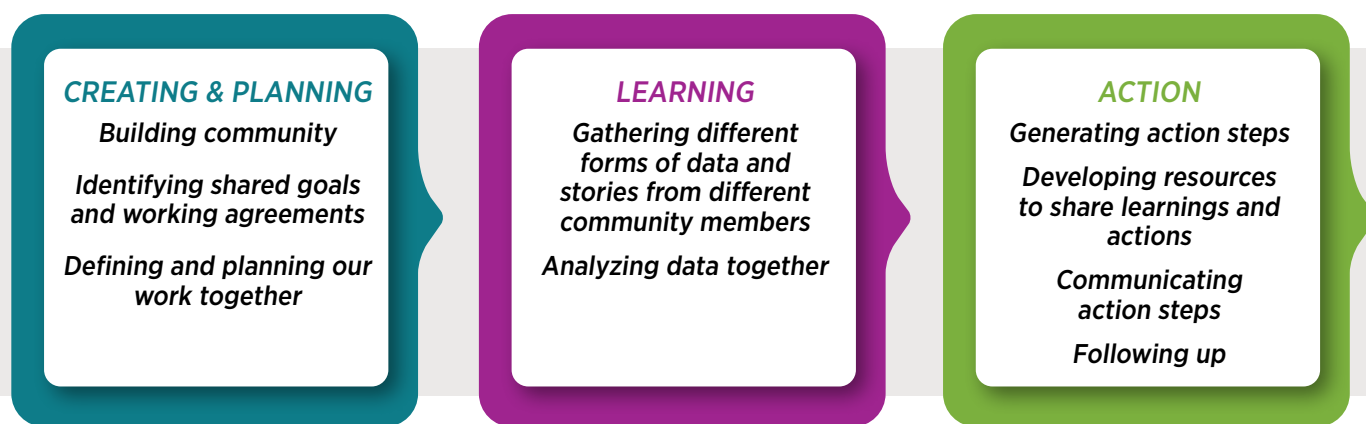 CREATING & PLANNING
Building community
Identifying shared goals
and working agreements
Defining and planning our
work together
LEARNING
Gathering different
forms of data and
stories from different
community members
Analyzing data together
ACTION
Generating action steps
Developing resources
to share learnings and
actions
Communicating
action steps
Following up